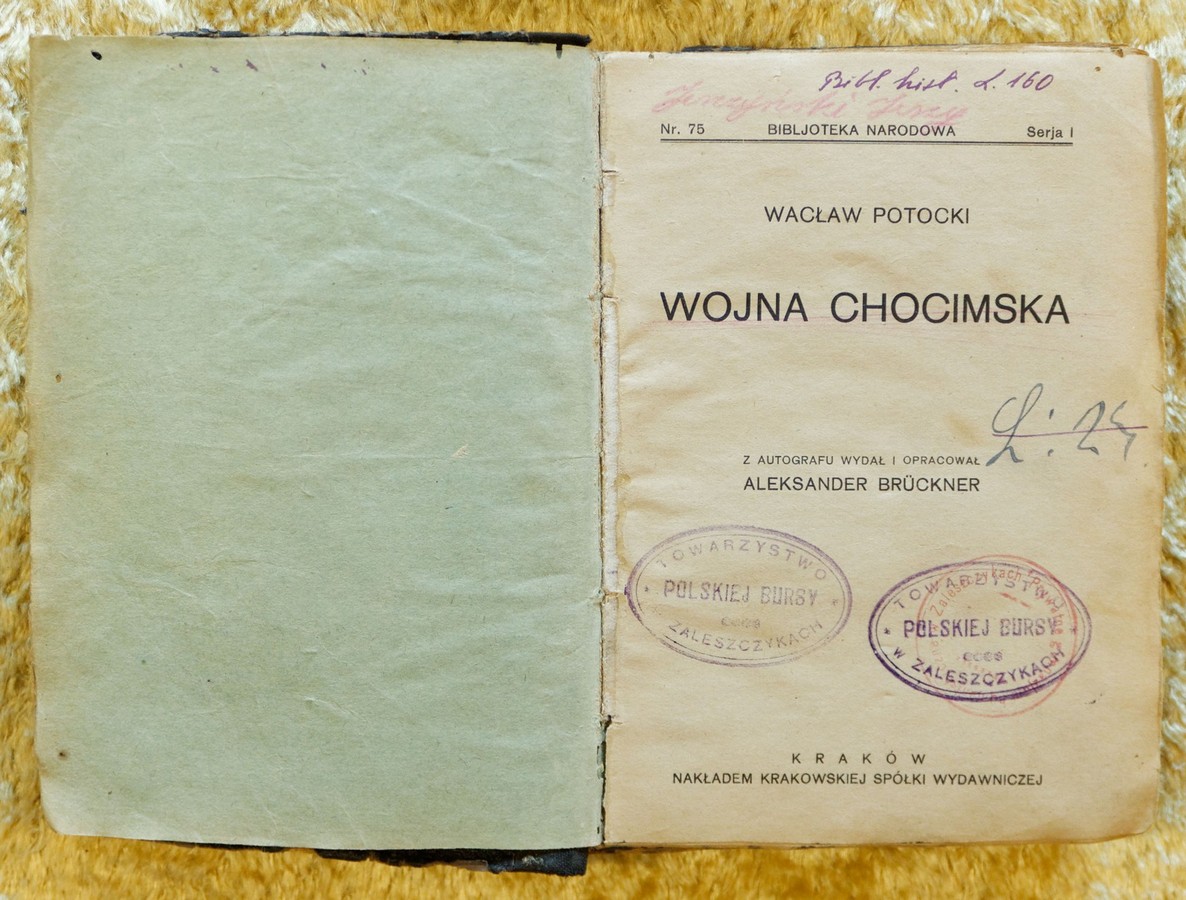 Bibl. hist. L. 160
Nr. 75 BIBLJOTEKA NARODOWA Serja I
WACŁAW POTOCKI
WOJNA CHOCIMSKA
Z AUTOGRAFU WYDAŁ I OPRACOWAŁ
ALEKSANDER BRÜCKNER
TOWARZYSTWO
POLSKIEJ BURSY
ZALESZCZYKACH
TOWARZYSTWO
POLSKIEJ BURSY
W ZALESZCZYKACH
KRAKÓW
NAKŁADEM KRAKOWSKIEJ SPÓŁKI WYDAWNICZEJ